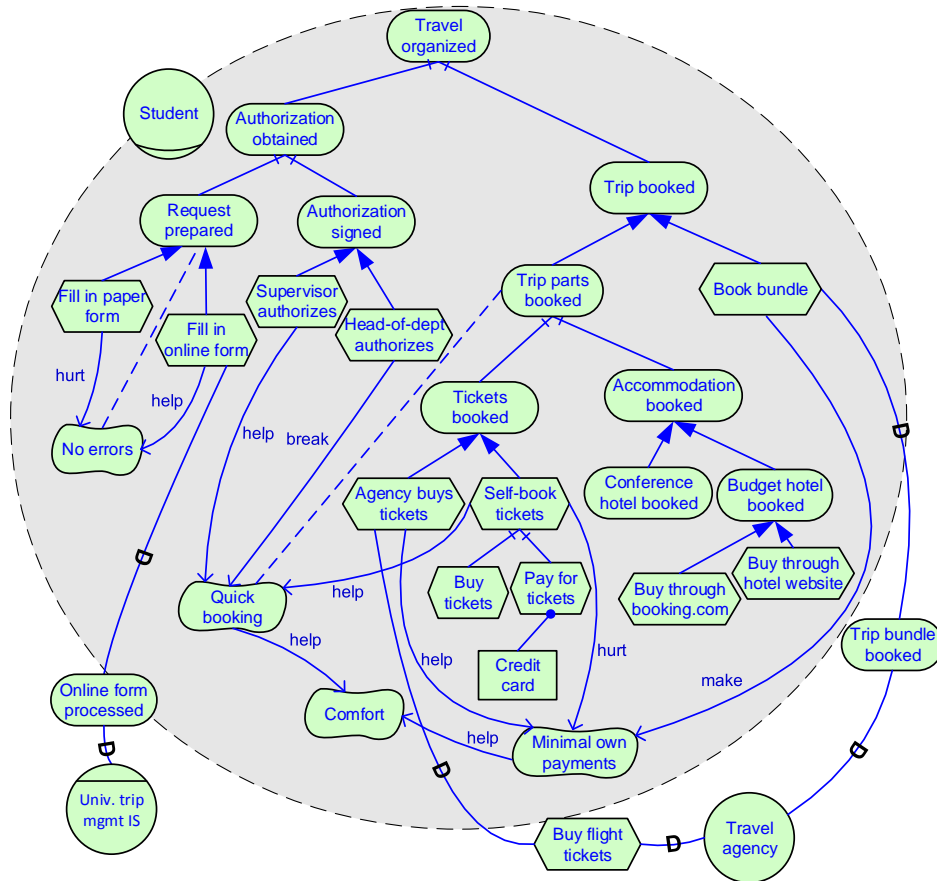 Travel
organized
Student
Authorization
obtained
Trip booked
Request
prepared
Authorization
signed
Fill in paper
form
Supervisor
authorizes
Trip parts
booked
Book bundle
Fill in
online form
Head-of-dept
authorizes
hurt
help
No errors
help
break
Tickets
booked
Accommodation
booked
D
Agency buys
tickets
Self-book
tickets
Conference
hotel booked
Budget hotel
booked
D
Quick
booking
help
Buy
tickets
Pay for
tickets
Buy through
booking.com
Buy through
hotel website
help
Credit
card
help
hurt
make
Trip bundle
booked
Online form
processed
Comfort
help
Minimal own
payments
D
D
D
Univ. trip
mgmt IS
Buy flight
tickets
D
Travel
agency